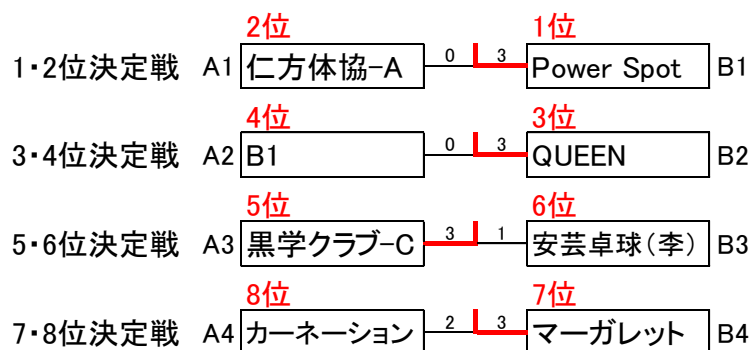 2位 1位
1・2位決定戦 A1 仁方体協-A 0 3 Power Spot B1
4位 3位
3・4位決定戦 A2 B1 0 3 QUEEN B2
5位 6位
5・6位決定戦 A3 黒学クラブ-C 3 1 安芸卓球(李) B3
8位 7位
7・8位決定戦 A4 カーネーション 2 3 マーガレット B4